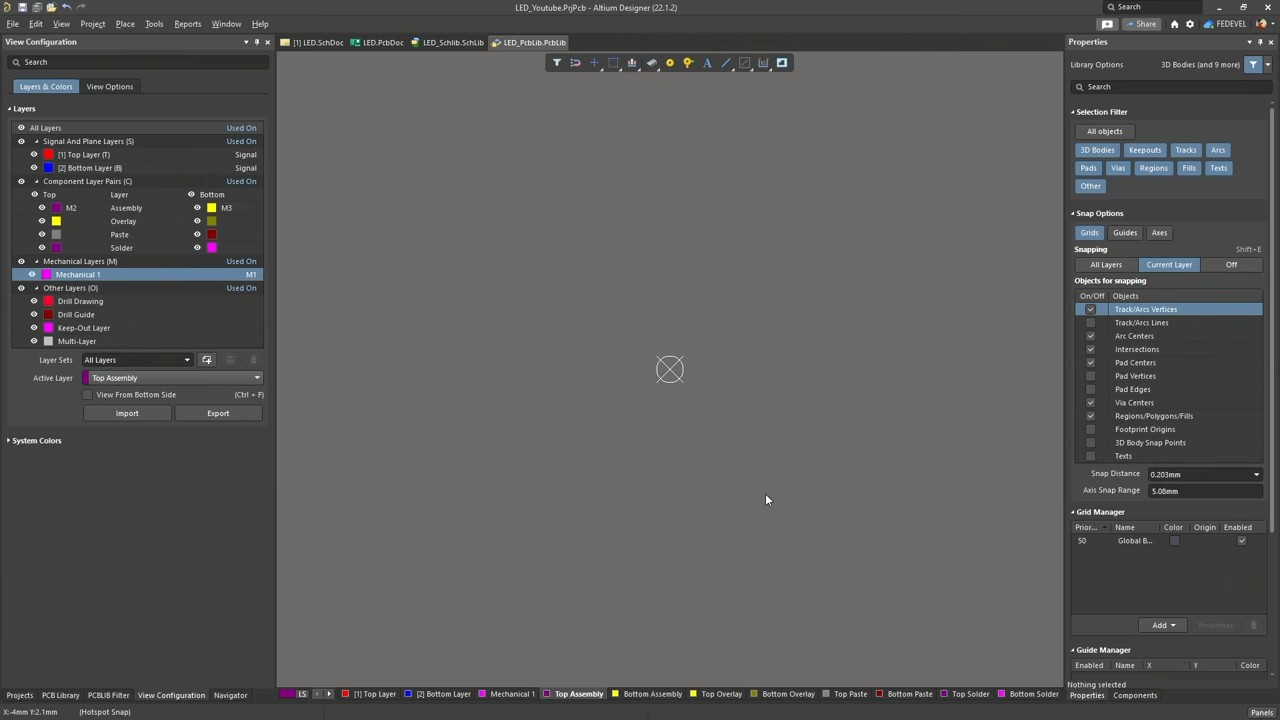 LED_Youtube.PrjPcb - Altium Designer (22.1.2)
Search
File Edit View Project Place Tools Reports Window Help
Share
FEDEVEL
View Configuration
[1] LED.SchDoc LED.PcbDoc LED_Schlib.SchLib LED_PcbLib.PcbLib
Properties
Search
Library Options 3D Bodies (and 9 more)
Layers & Colors View Options
Search
Layers
Selection Filter
All Layers Used On
All objects
Signal And Plane Layers (S) Used On
[1] Top Layer (T) Signal
3D Bodies Keepouts Tracks Arcs
[2] Bottom Layer (B) Signal
Pads Vias Regions Fills Texts
Component Layer Pairs (C) Used On
Other
Top Layer Bottom
M2 Assembly M3
Overlay
Snap Options
Paste
Grids Guides Axes
Solder
Snapping Shift+E
Mechanical Layers (M) Used On
All Layers Current Layer Off
Mechanical 1 M1
Objects for snapping
Other Layers (O) Used On
On/Off Objects
Drill Drawing
Track/Arcs Vertices
Drill Guide
Track/Arcs Lines
Keep-Out Layer
Arc Centers
Multi-Layer
Intersections
Layer Sets All Layers
Pad Centers
Active Layer Top Assembly
Pad Vertices
View From Bottom Side (Ctrl + F)
Pad Edges
Import Export
Via Centers
Regions/Polygons/Fills
Footprint Origins
System Colors
3D Body Snap Points
Texts
Snap Distance 0.203mm
Axis Snap Range 5.08mm
Grid Manager
Prior... Name Color Origin Enabled
50 Global B...
Add Properties
Guide Manager
Enabled Name X Y Color
Nothing selected
Projects PCB Library PCBLIB Filter View Configuration Navigator
LS [1] Top Layer [2] Bottom Layer Mechanical 1 Top Assembly Bottom Assembly Top Overlay Bottom Overlay Top Paste Bottom Paste Top Solder Bottom Solder
Properties Components
X:-4mm Y:2.1mm (Hotspot Snap)
Panels